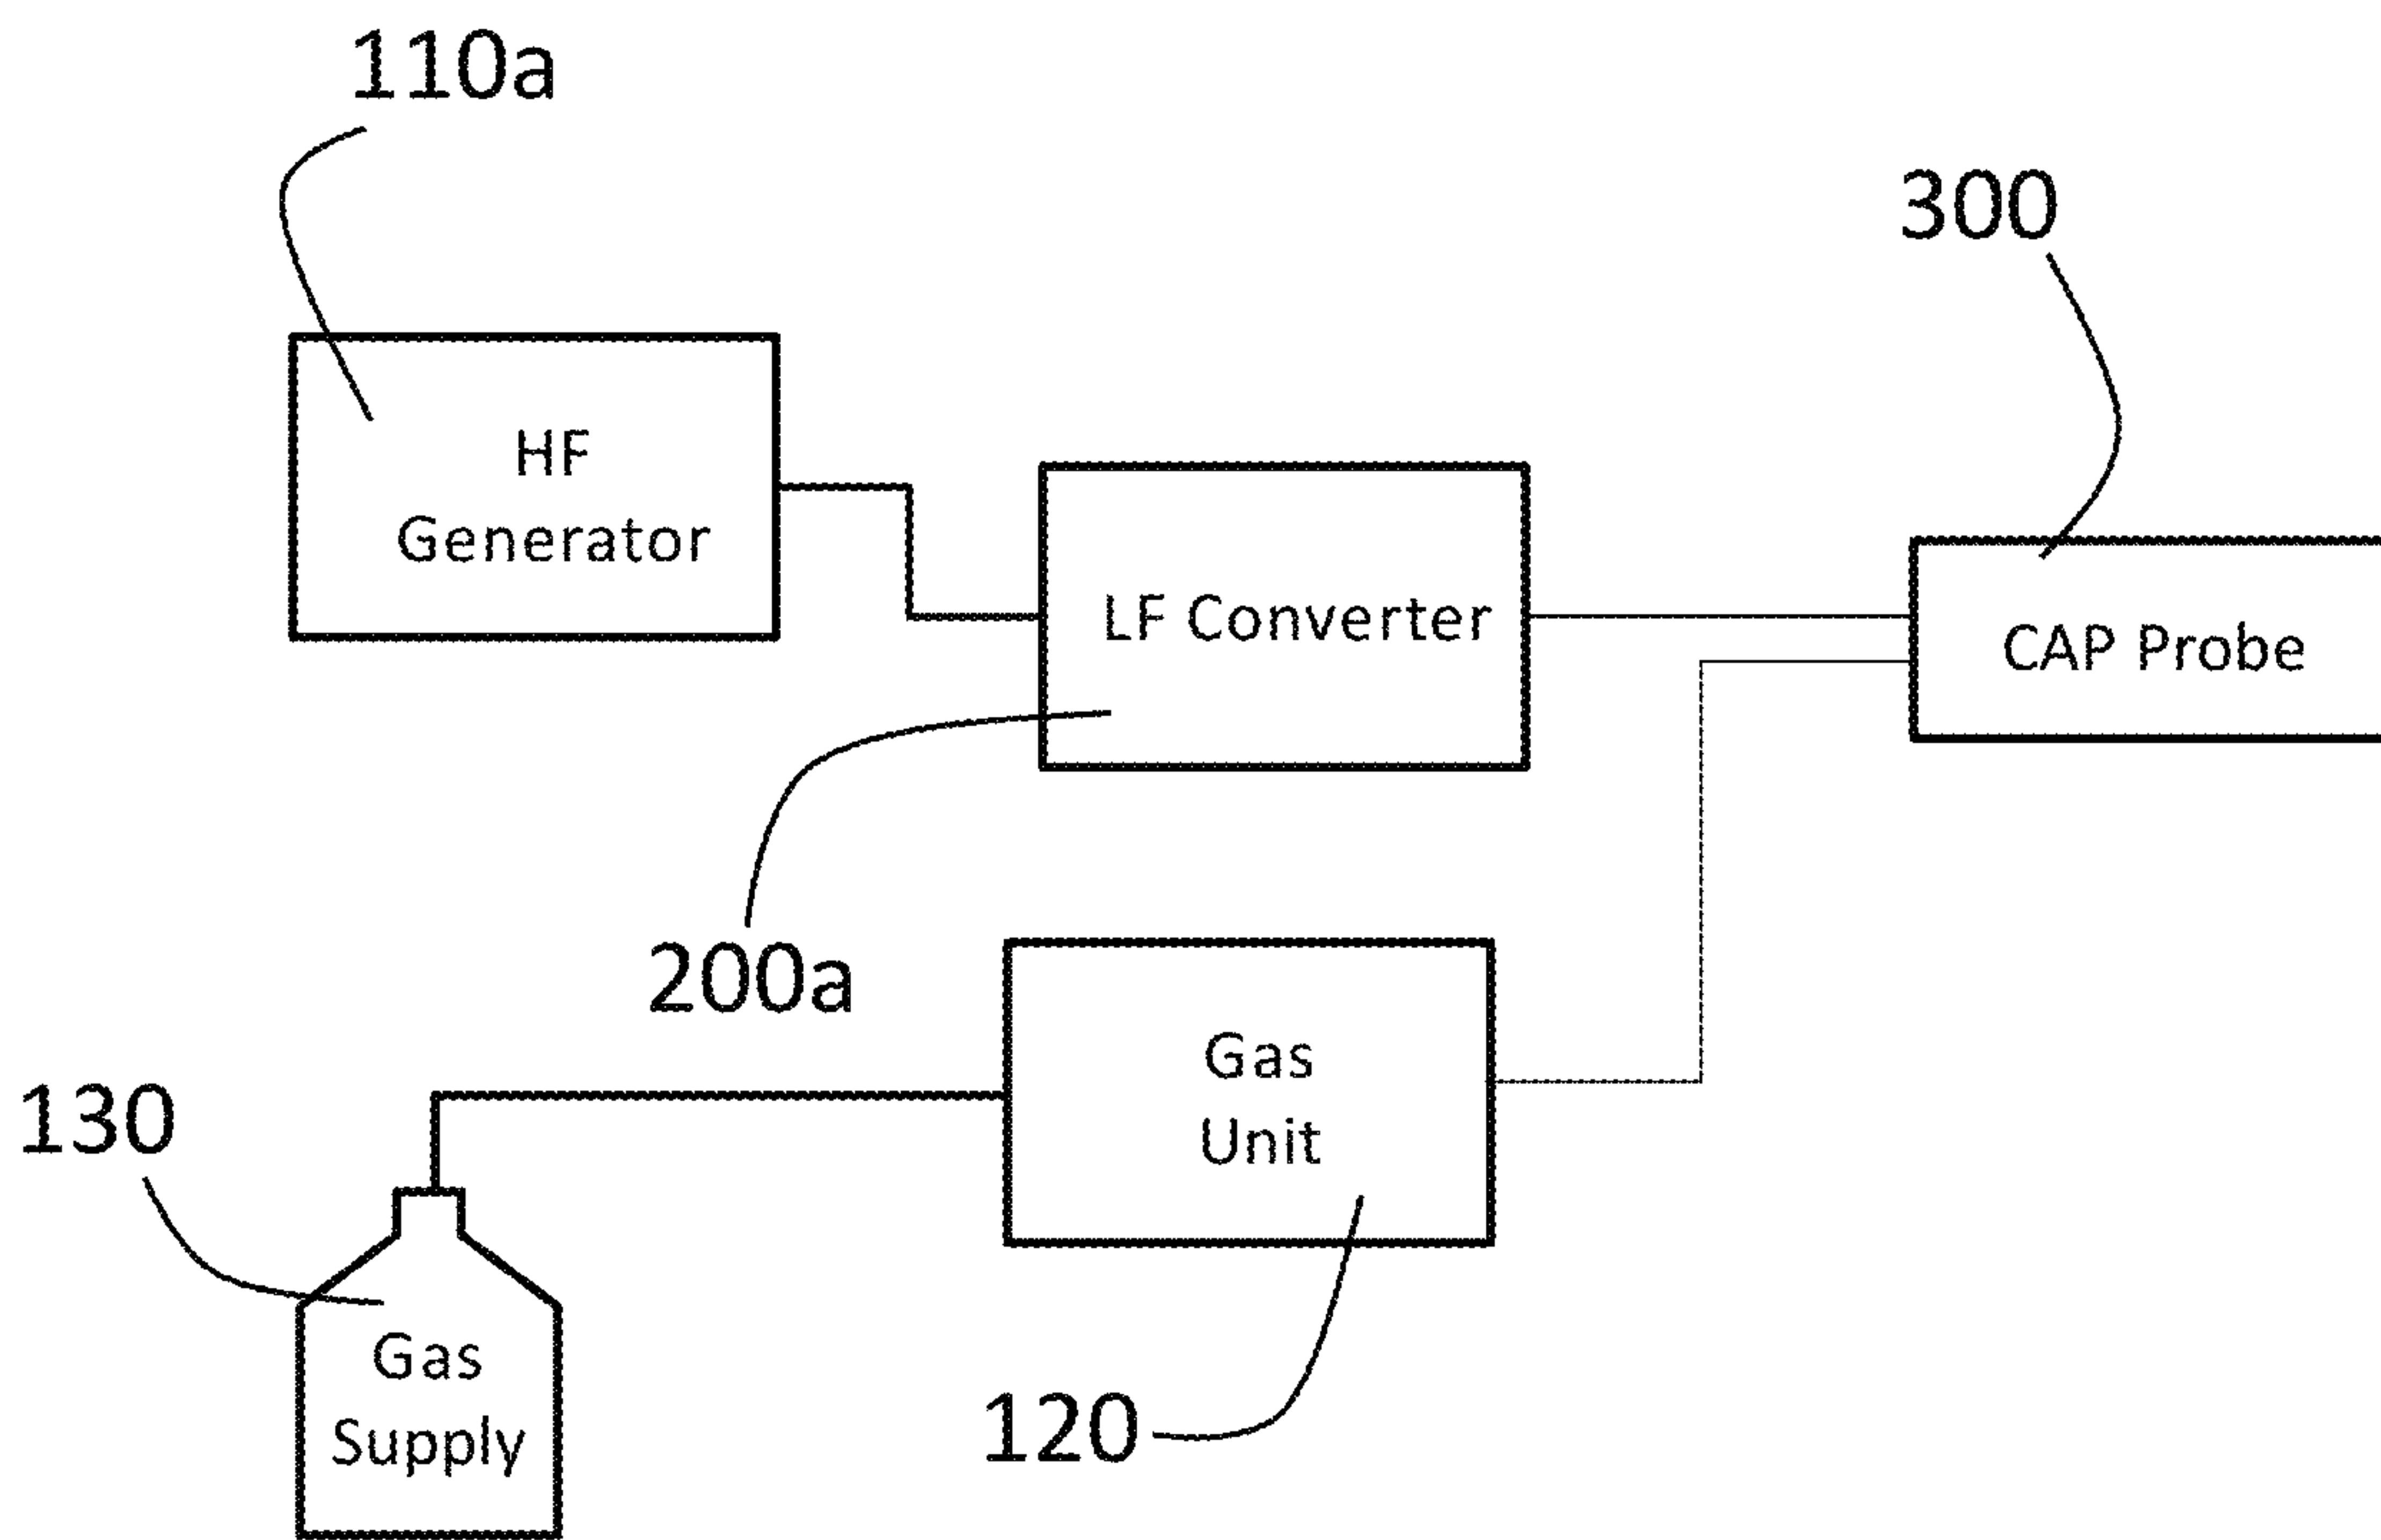 110a
300
HF
Generator
LF Converter
CAP Probe
200a
Gas
Unit
130
Gas
Supply
120